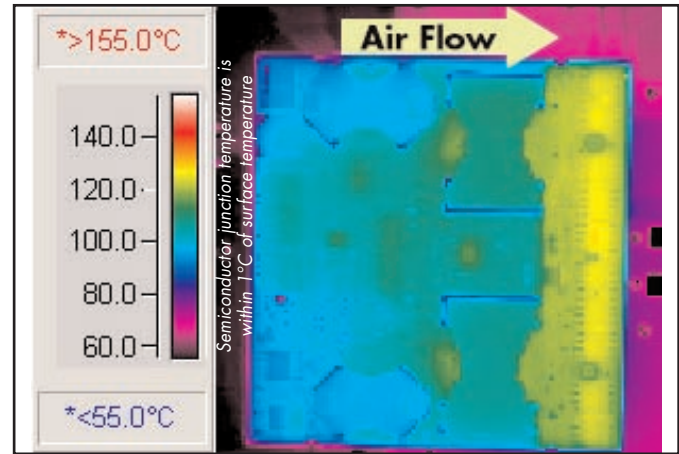 *>155.0°C
140.0
120.0
100.0
80.0
60.0
*<55.0°C
Semiconductor junction temperature is
within 1°C of surface temperature
Air Flow